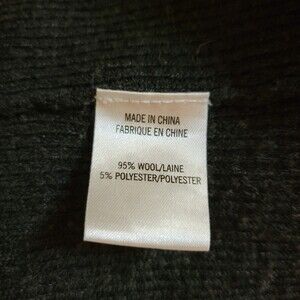 MADE IN CHINA
FABRIQUE EN CHINE
95% WOOL/LAINE
5% POLYESTER/POLYESTER